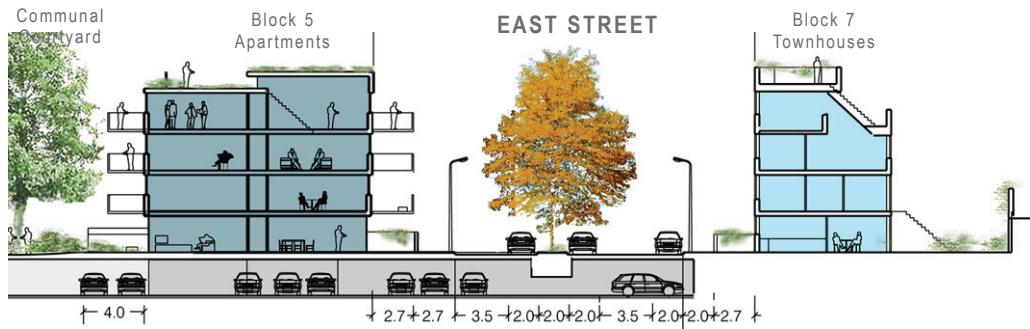 Communal
Courtyard
Block 5
Apartments
EAST STREET
Block 7
Townhouses
4.0 2.7 2.7 3.5 2.0 2.0 2.0 3.5 2.0 2.0 2.7